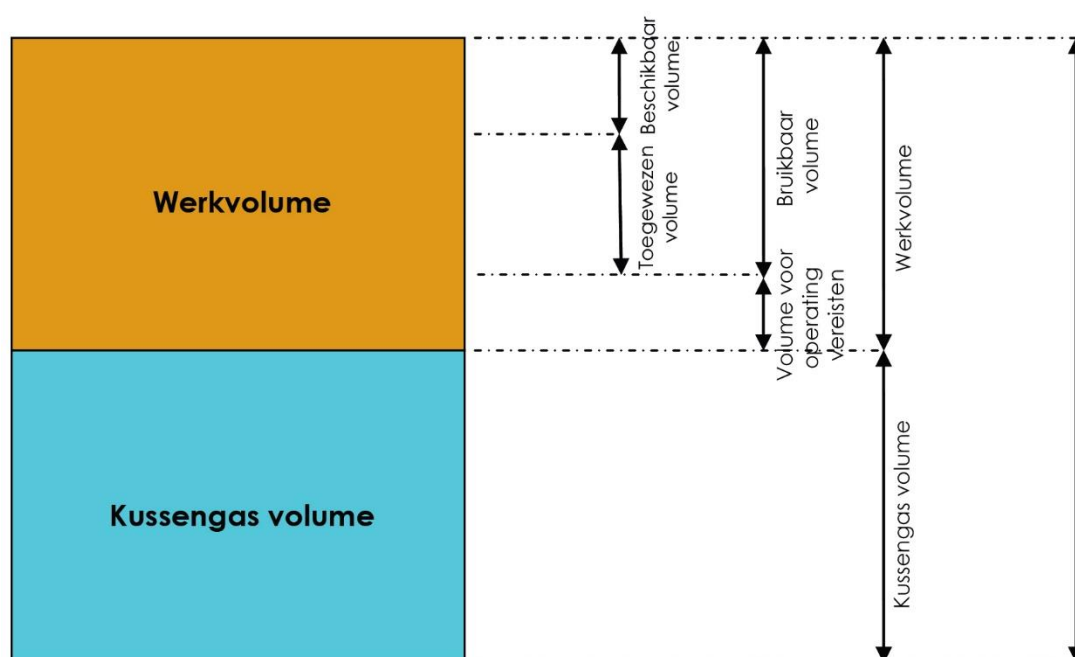 Werkvolume
Kussengas volume
Beschikbaar
volume
Toegewezen
volume
Bruikbaar
volume
Volume voor
operating
vereisten
Werkvolume
Kussengas volume